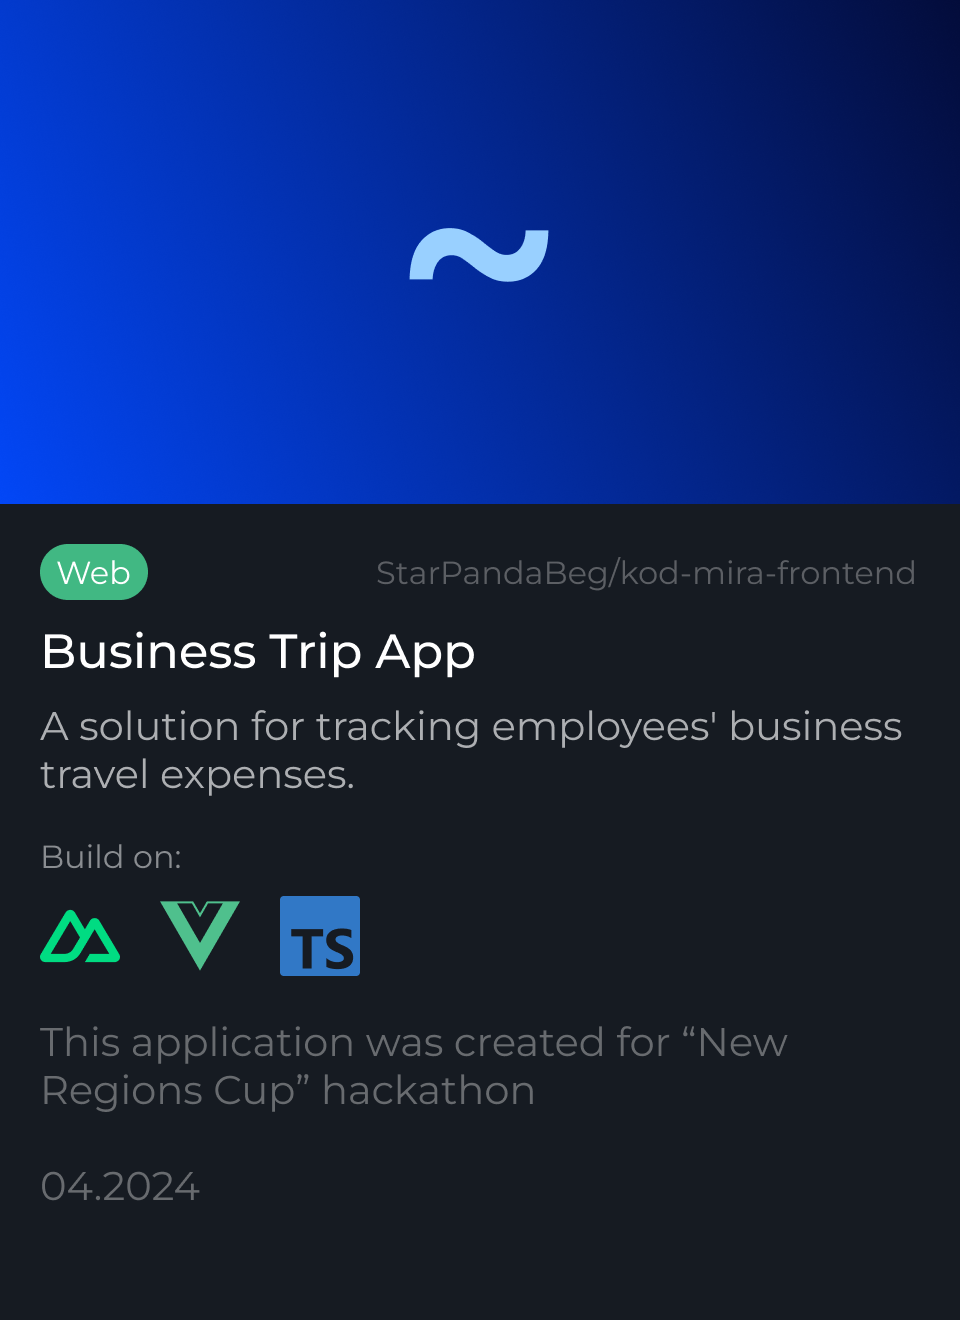 ~
Web
StarPandaBeg/kod-mira-frontend
Business Trip App
A solution for tracking employees' business
travel expenses.
Build on:
TS
This application was created for “New
Regions Cup” hackathon
04.2024